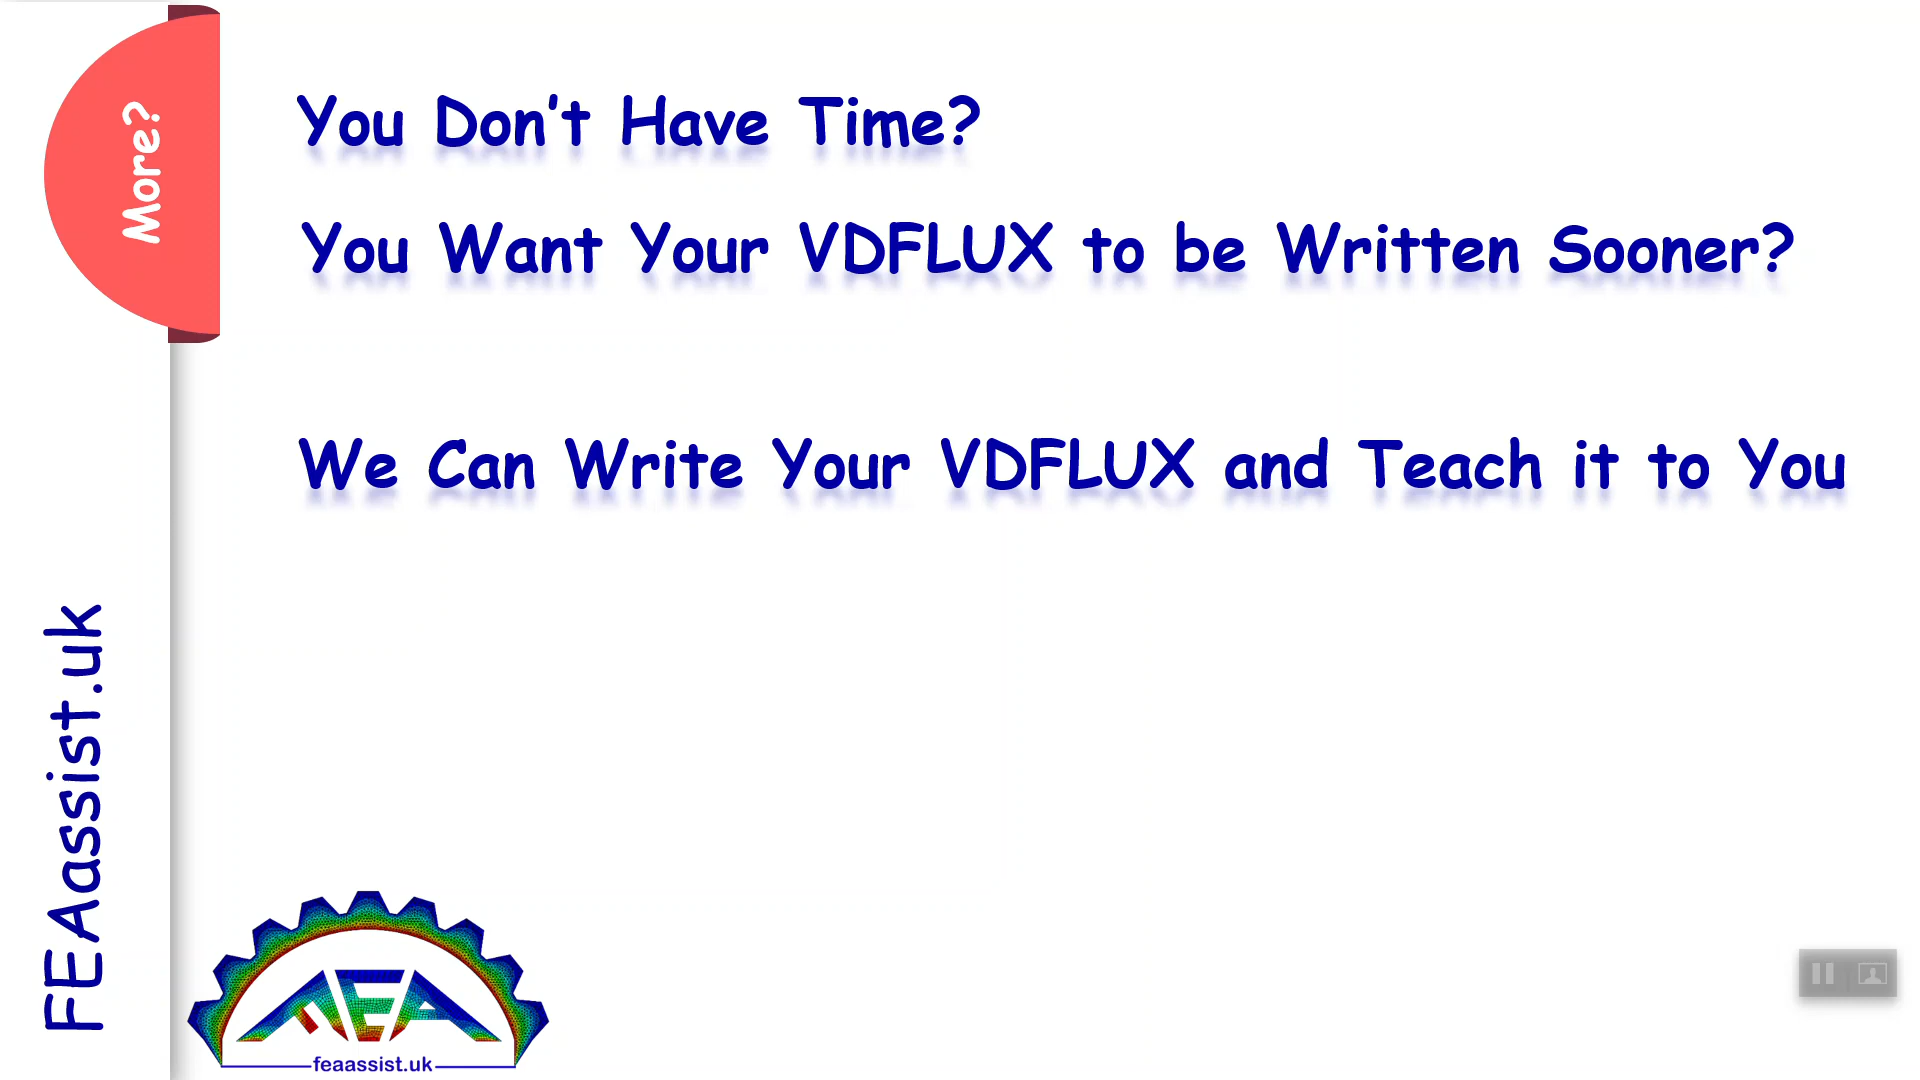 More?
You Don't Have Time?
You Want Your VDFLUX to be Written Sooner?
We Can Write Your VDFLUX and Teach it to You
FEAassist.uk
FEA
feaassist.uk